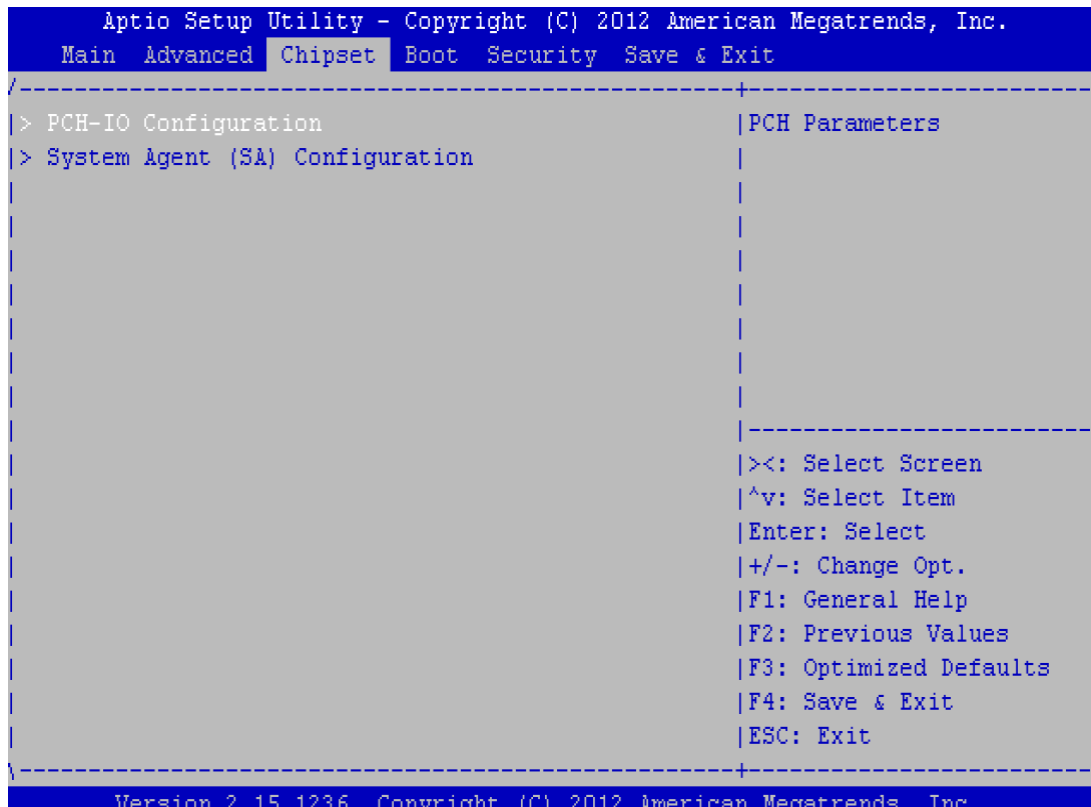 Aptio Setup Utility - Copyright (C) 2012 American Megatrends, Inc.
Main Advanced Chipset Boot Security Save & Exit
/----------------------------------------------------+-------------------------
|> PCH-IO Configuration |PCH Parameters
|> System Agent (SA) Configuration |
| |
| |
| |
| |
| |
| |
| |
| |-------------------------
| |><: Select Screen
| |^v: Select Item
| |Enter: Select
| |+/-: Change Opt.
| |F1: General Help
| |F2: Previous Values
| |F3: Optimized Defaults
| |F4: Save & Exit
| |ESC: Exit
\----------------------------------------------------+-------------------------
Version 2.15.1236. Copyright (C) 2012 American Megatrends, Inc.